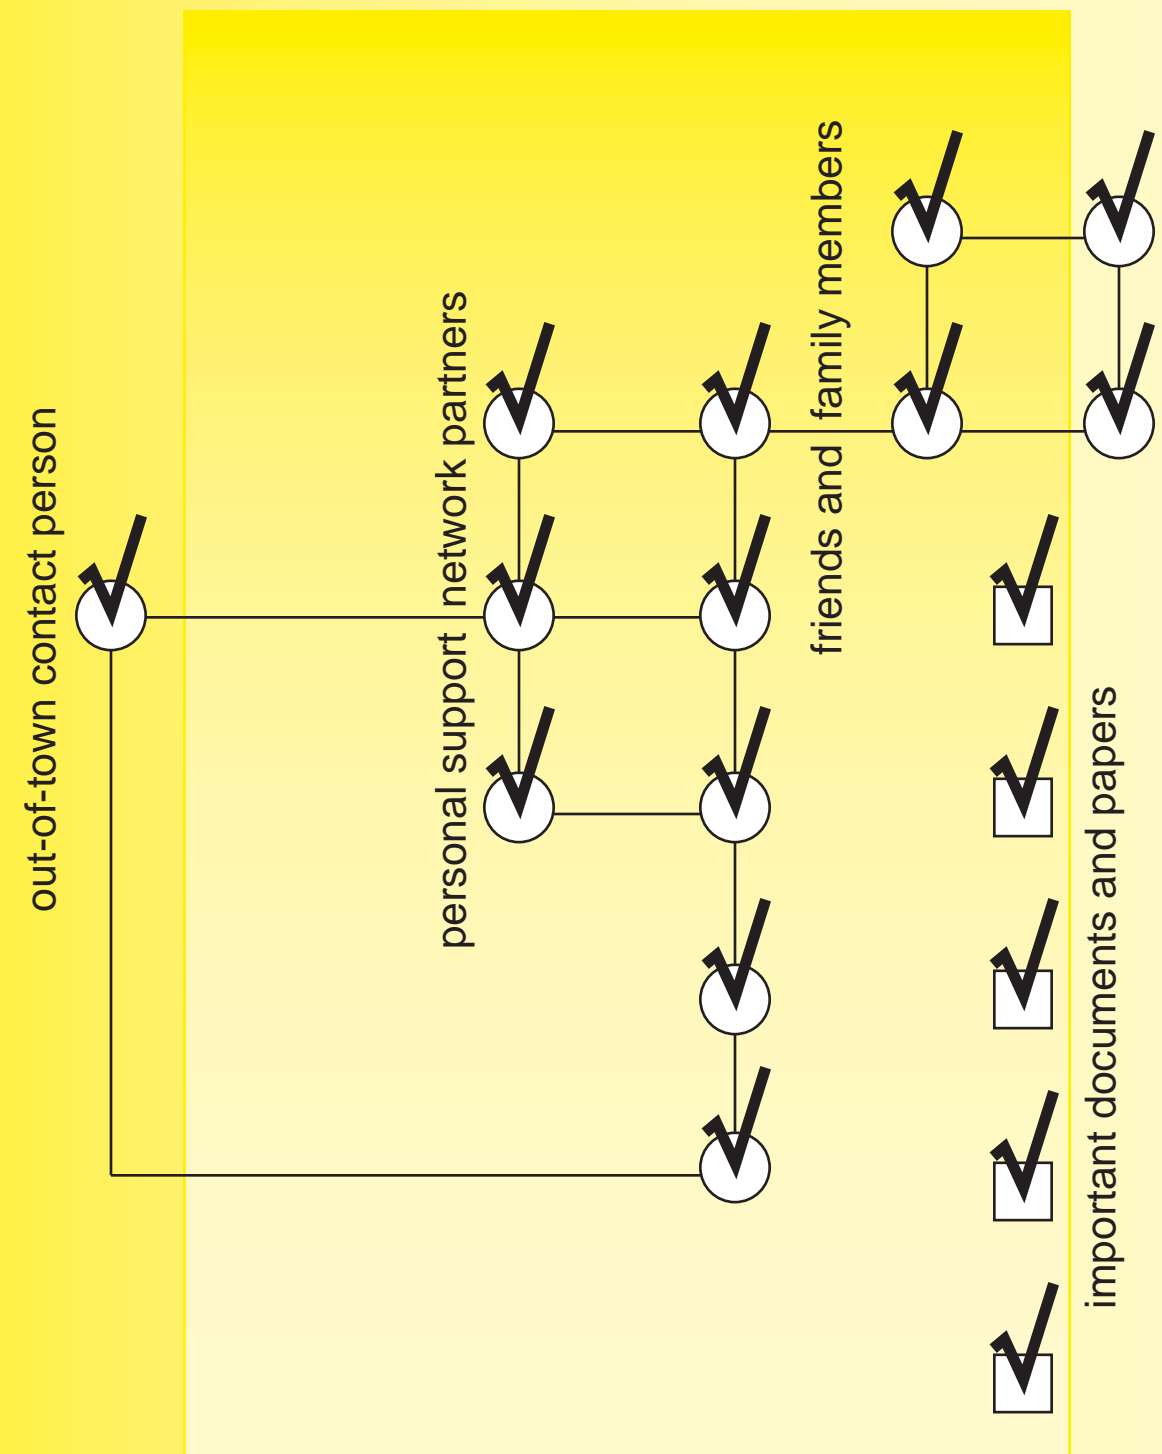 out-of-town contact person
personal support network partners
friends and family members
important documents and papers